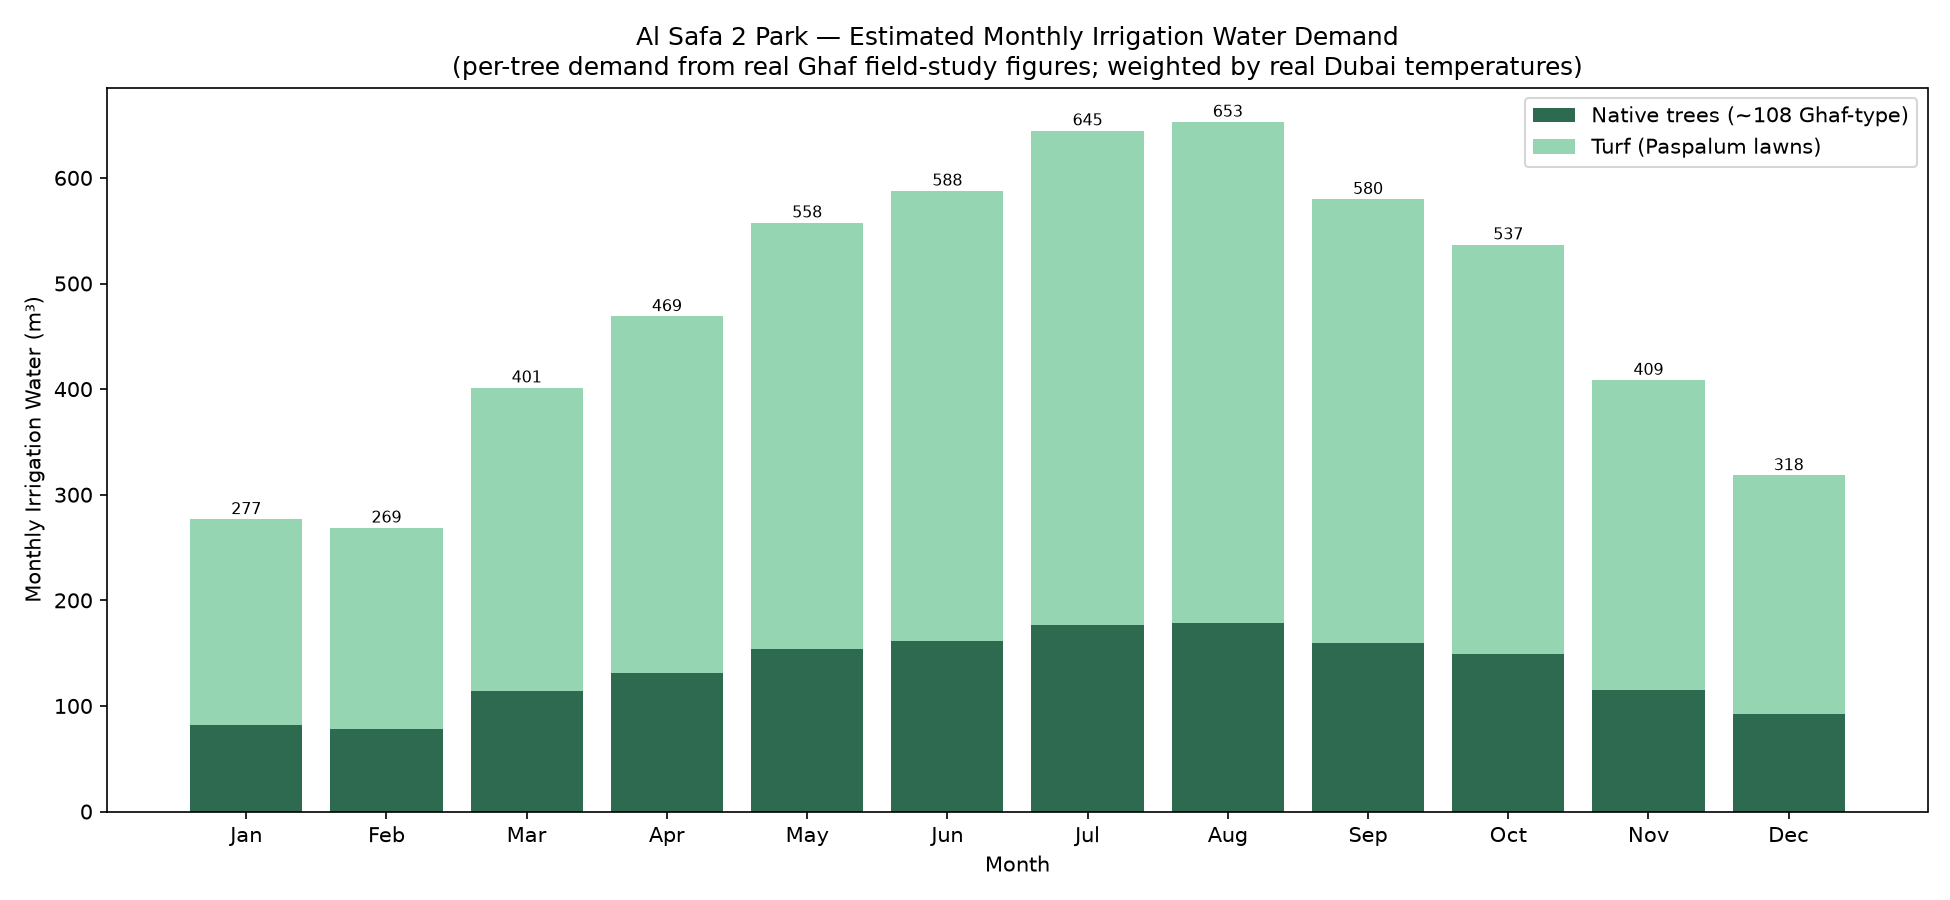 Al Safa 2 Park — Estimated Monthly Irrigation Water Demand
(per-tree demand from real Ghaf field-study figures; weighted by real Dubai temperatures)
Native trees (~108 Ghaf-type)
Turf (Paspalum lawns)
Monthly Irrigation Water (m³)
600
500
400
300
200
100
0
277
269
401
469
558
588
645
653
580
537
409
318
Jan Feb Mar Apr May Jun Jul Aug Sep Oct Nov Dec
Month